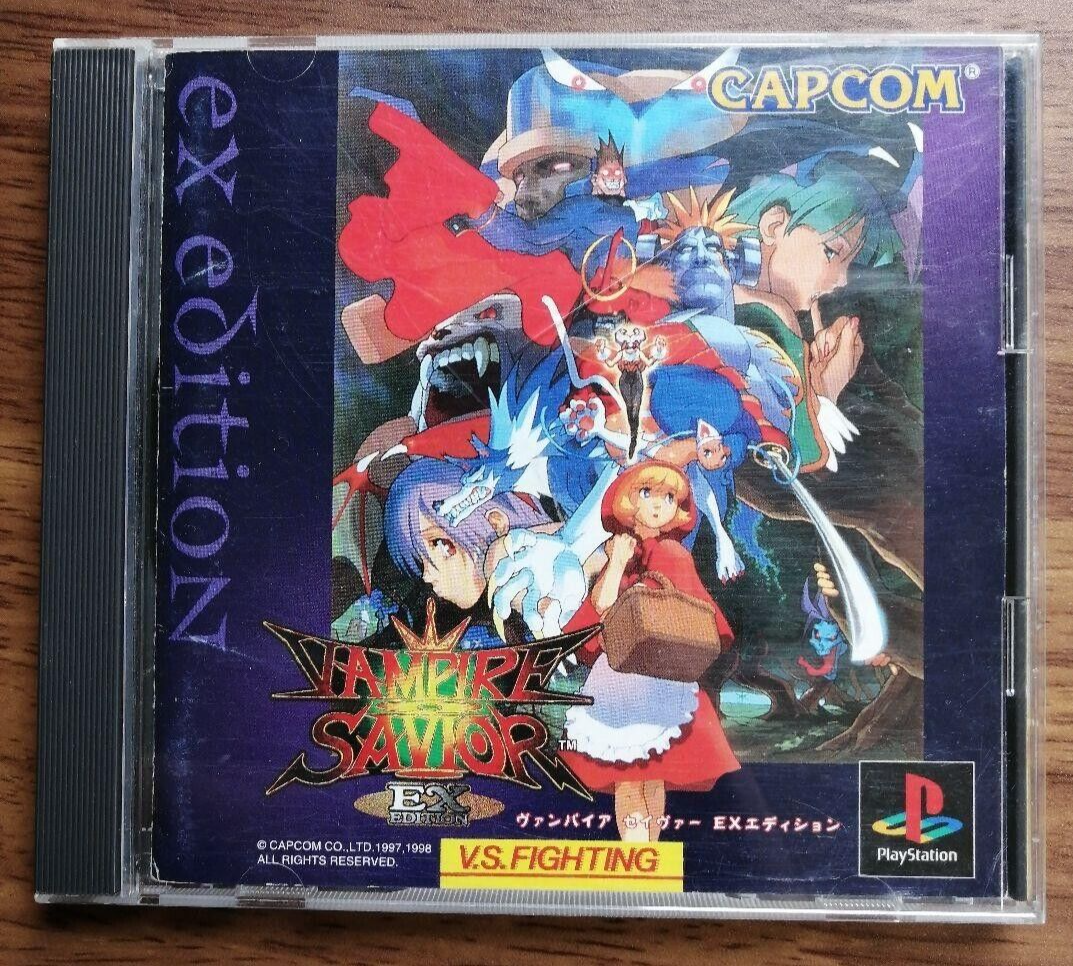 ex edition
CAPCOM®
VAMPIRE
SAVIOR™
EX
EDITION
ヴァンパイア セイヴァー EXエディション
© CAPCOM CO.,LTD.1997,1998
ALL RIGHTS RESERVED.
V.S. FIGHTING
PlayStation